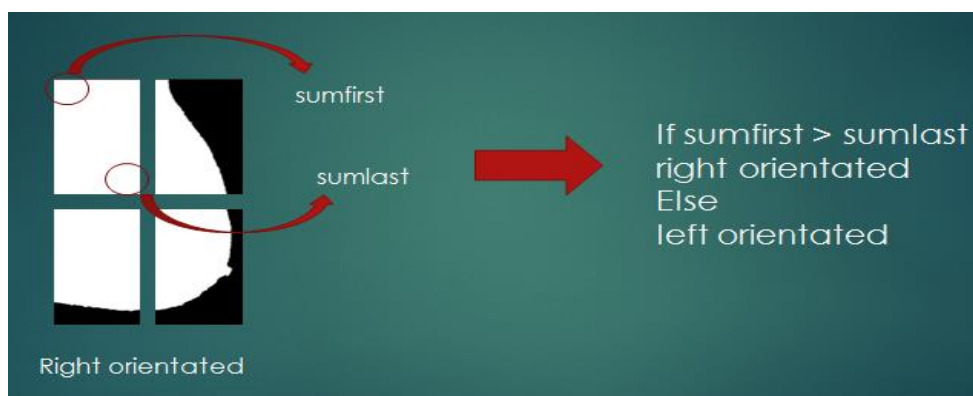 sumfirst
sumlast
If sumfirst > sumlast
right orientated
Else
left orientated
Right orientated